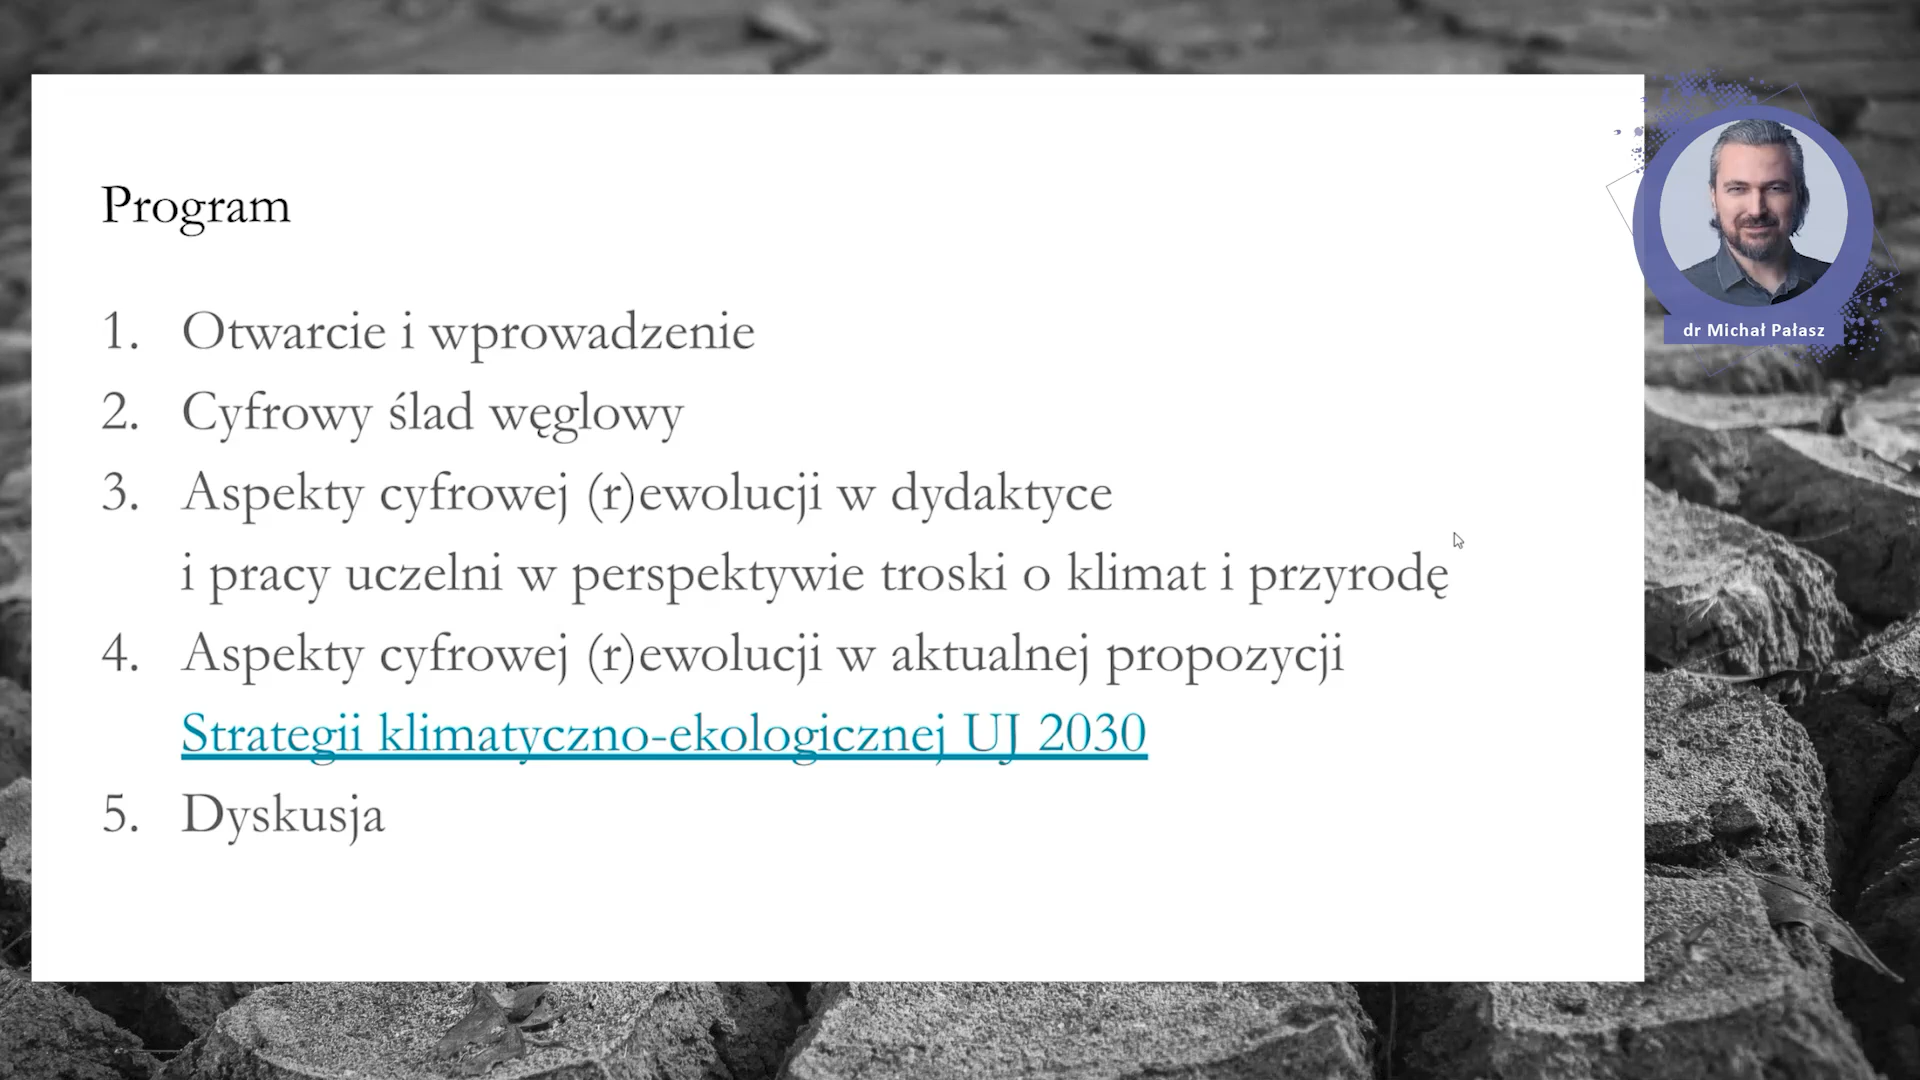 Program
1. Otwarcie i wprowadzenie
2. Cyfrowy ślad węglowy
3. Aspekty cyfrowej (r)ewolucji w dydaktyce
i pracy uczelni w perspektywie troski o klimat i przyrodę
4. Aspekty cyfrowej (r)ewolucji w aktualnej propozycji
Strategii klimatyczno-ekologicznej UJ 2030
5. Dyskusja
dr Michał Pałasz